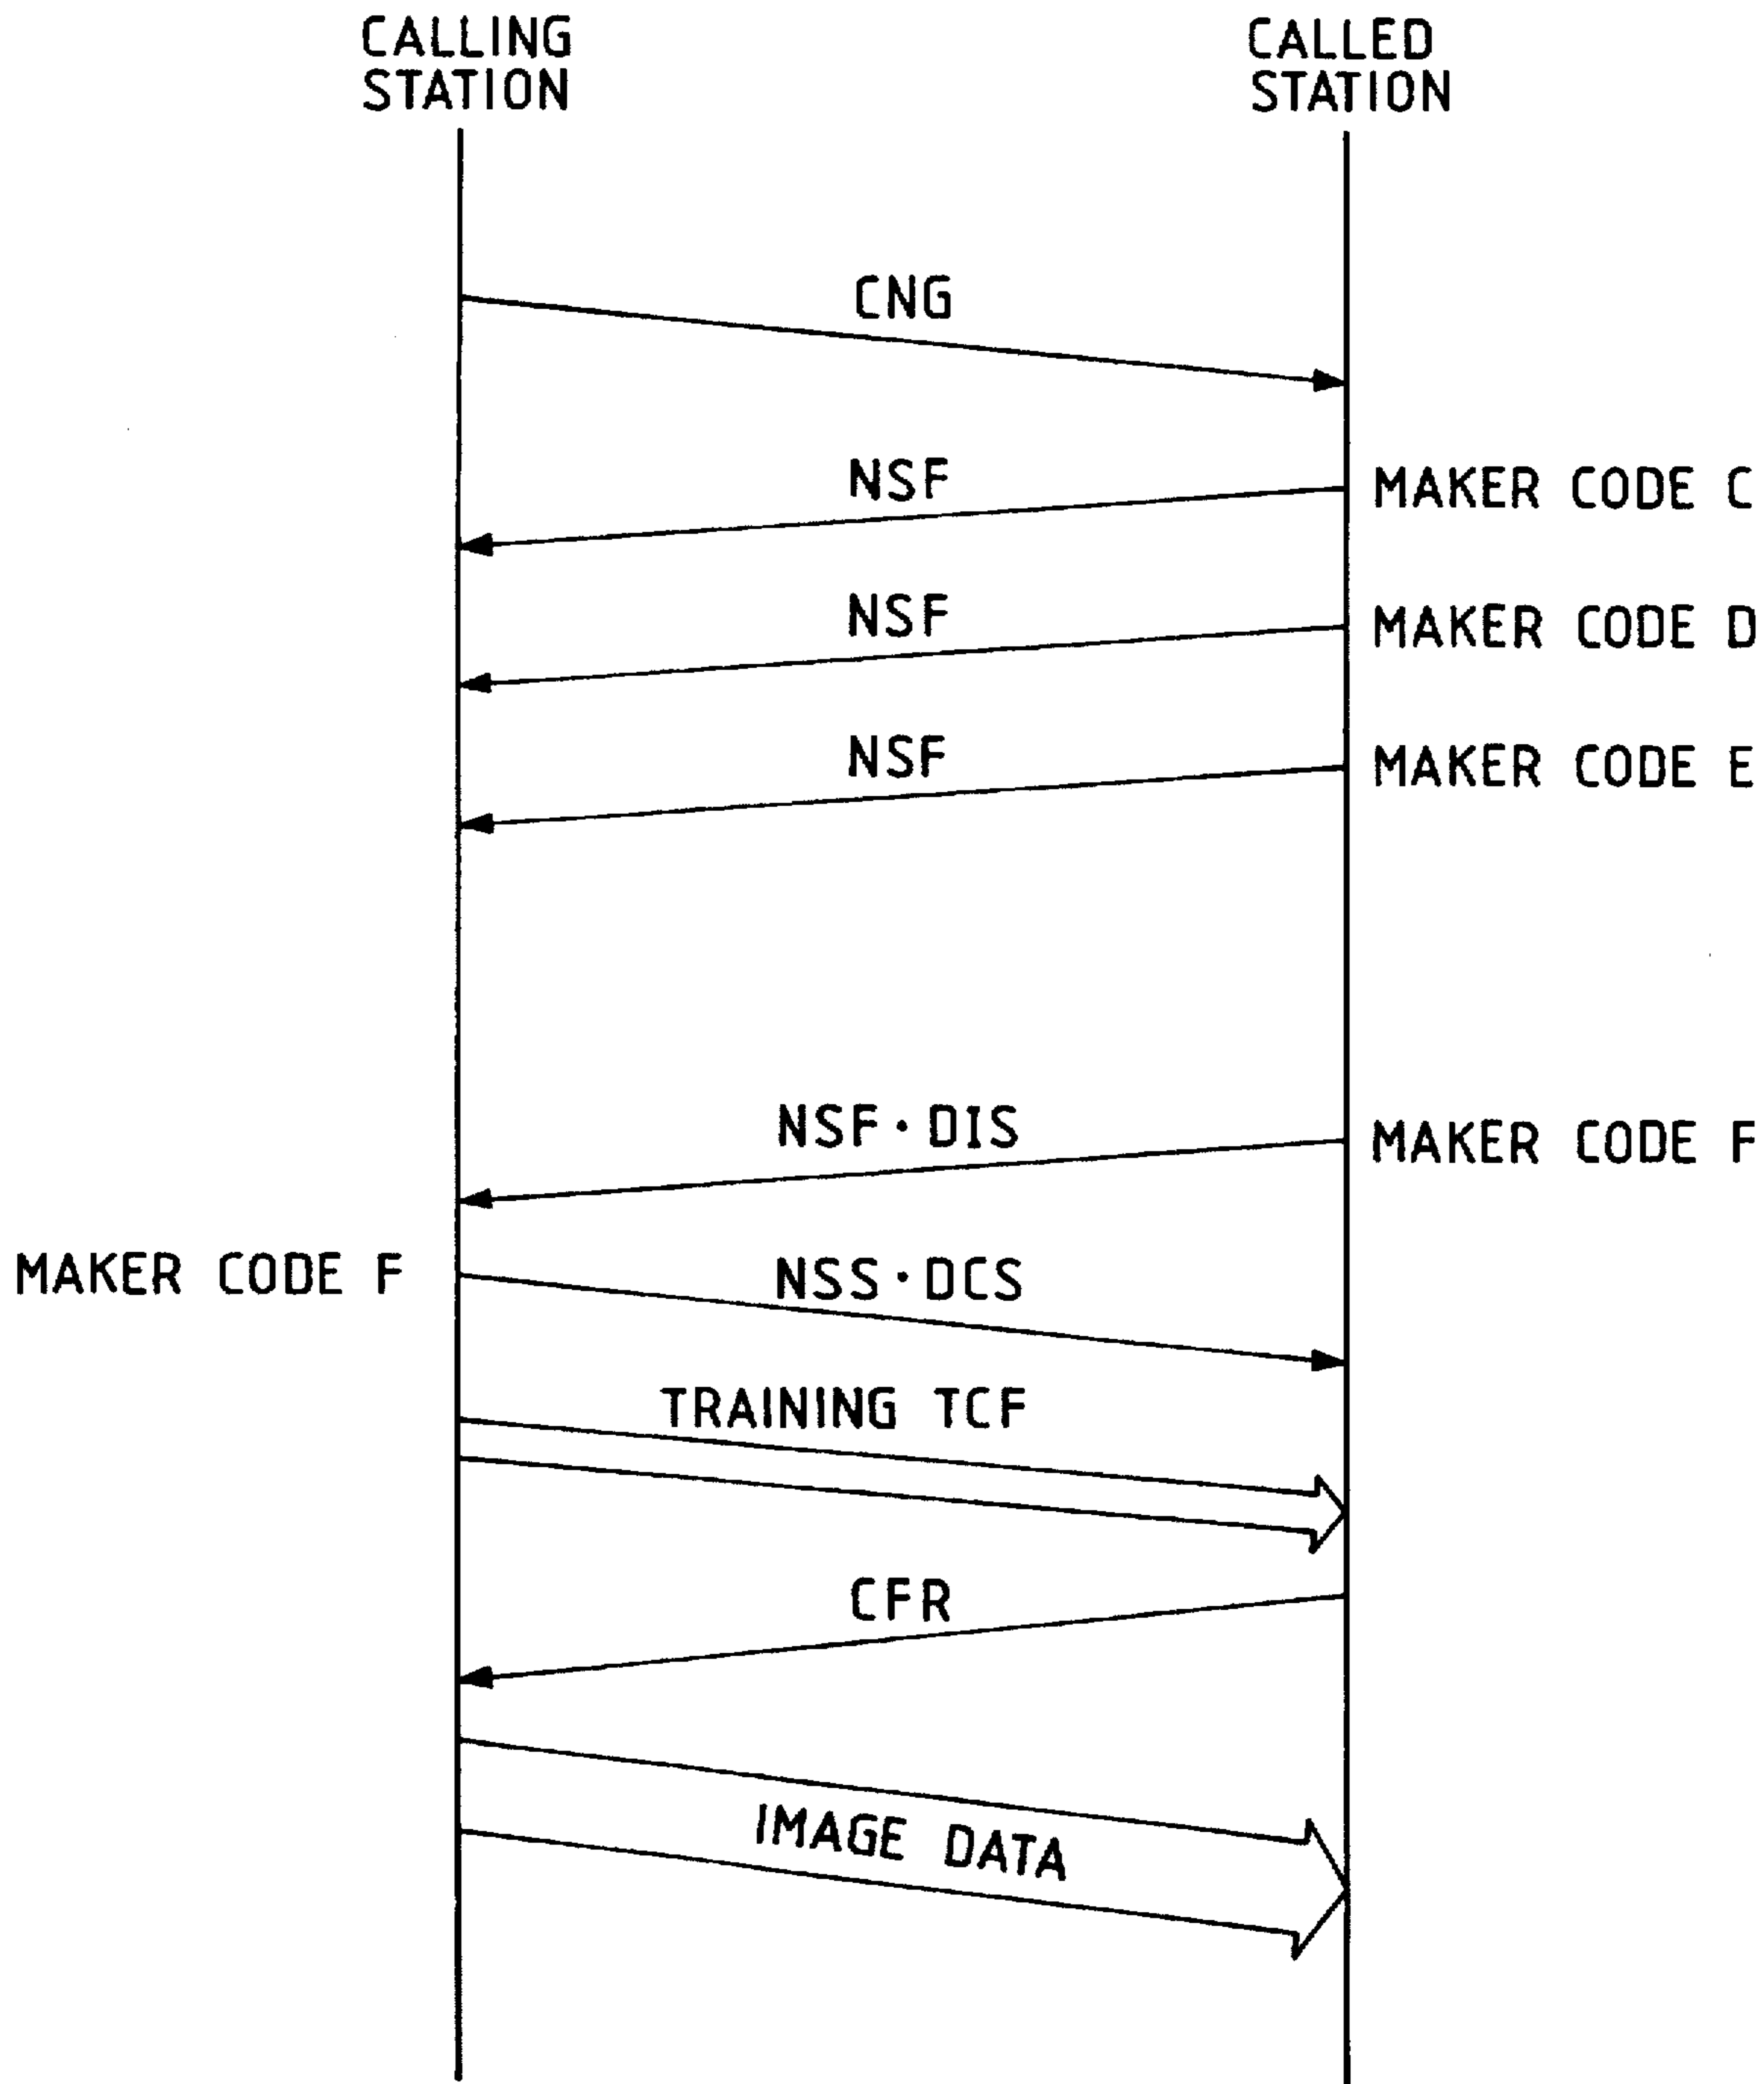 CALLING
STATION
CALLED
STATION
CNG
NSF
MAKER CODE C
NSF
MAKER CODE D
NSF
MAKER CODE E
NSF·DIS
MAKER CODE F
MAKER CODE F
NSS·DCS
TRAINING TCF
CFR
IMAGE DATA